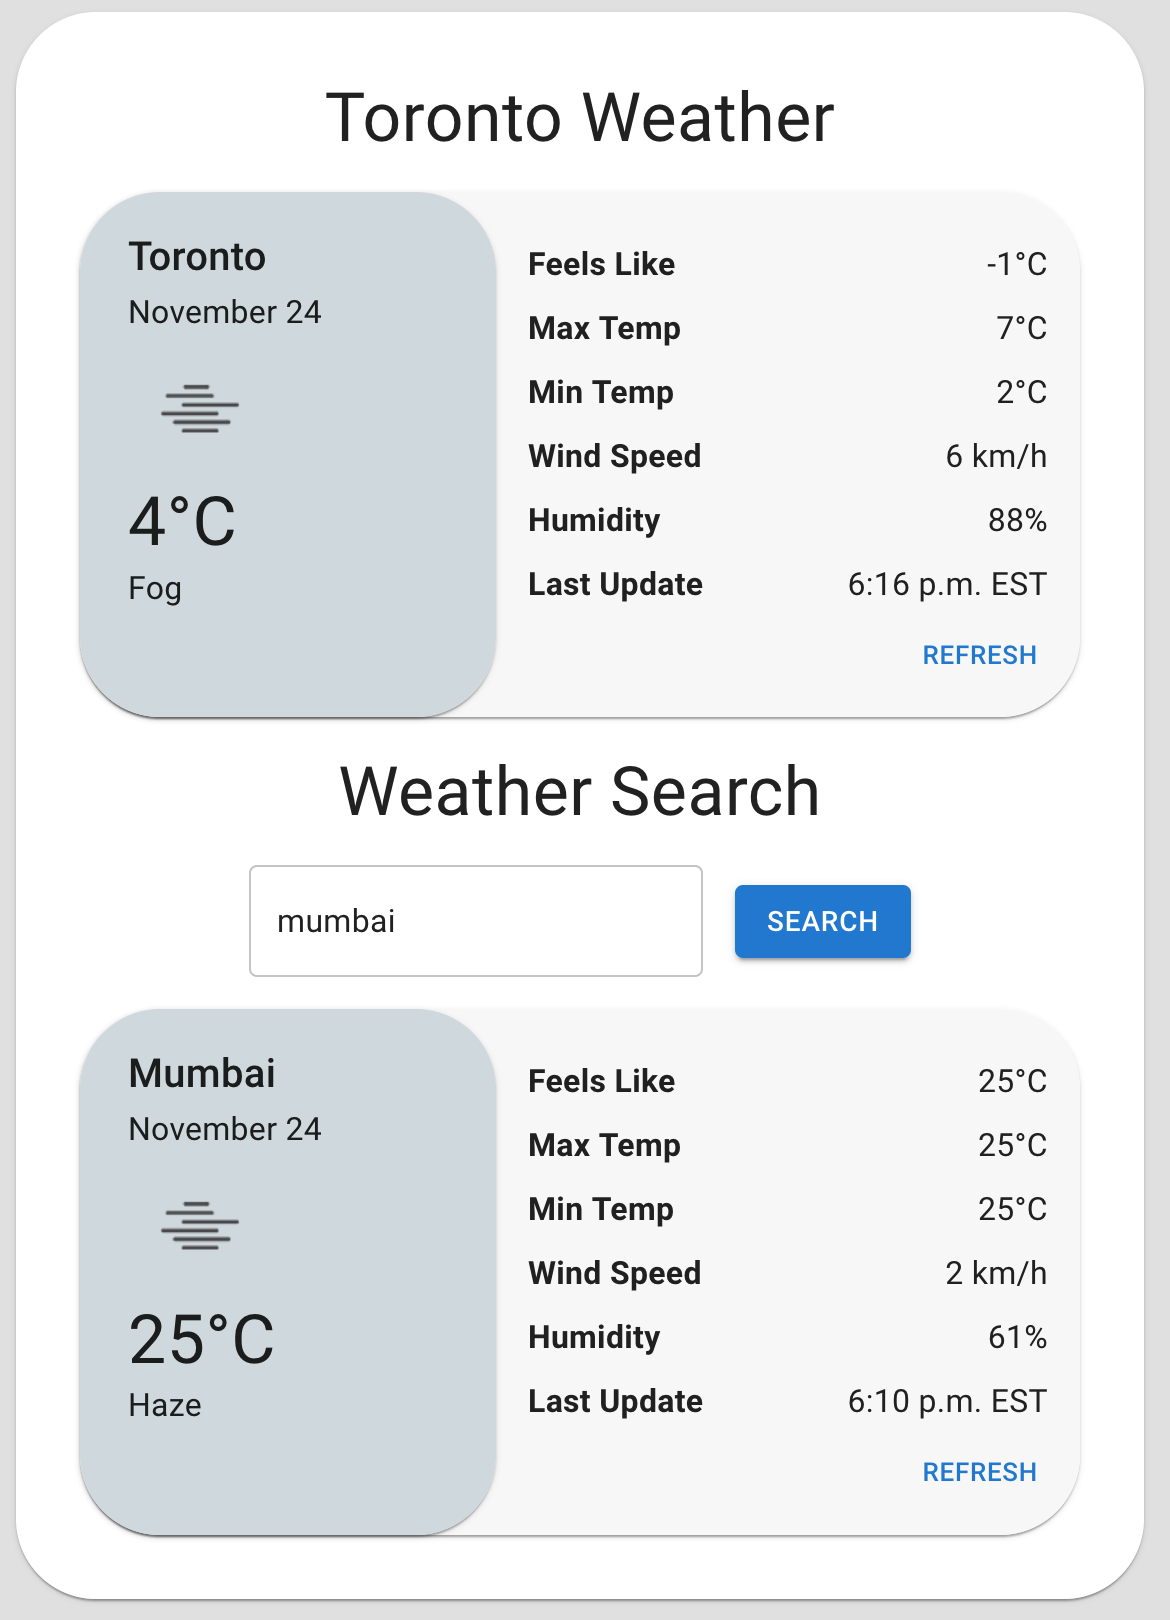 Toronto Weather
Toronto
November 24
4°C
Fog
Feels Like -1°C
Max Temp 7°C
Min Temp 2°C
Wind Speed 6 km/h
Humidity 88%
Last Update 6:16 p.m. EST
REFRESH
Weather Search
mumbai SEARCH
Mumbai
November 24
25°C
Haze
Feels Like 25°C
Max Temp 25°C
Min Temp 25°C
Wind Speed 2 km/h
Humidity 61%
Last Update 6:10 p.m. EST
REFRESH